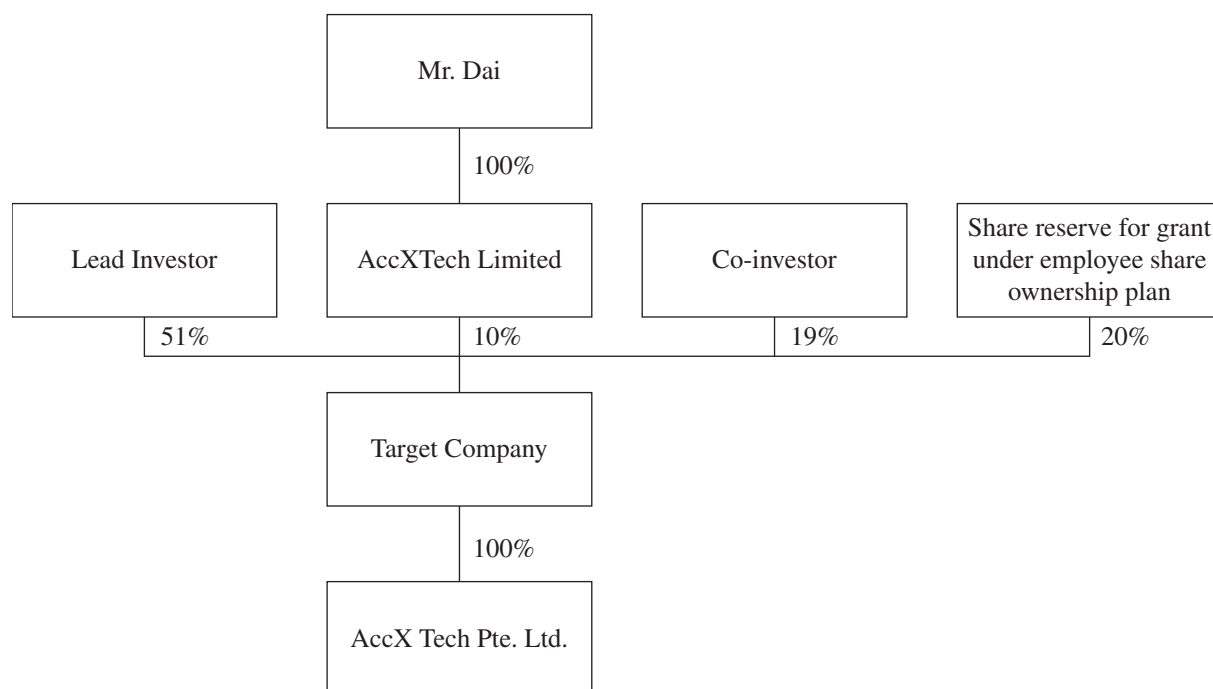 Mr. Dai
100%
Lead Investor
AccXTech Limited
Co-investor
Share reserve for grant
under employee share
ownership plan
51%
10%
19%
20%
Target Company
100%
AccX Tech Pte. Ltd.